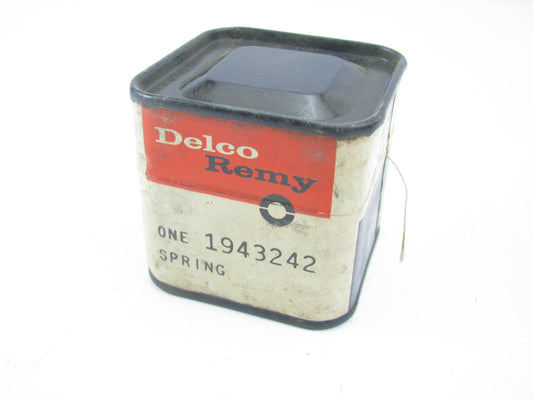 Delco
Remy
ONE 1943242
SPRING